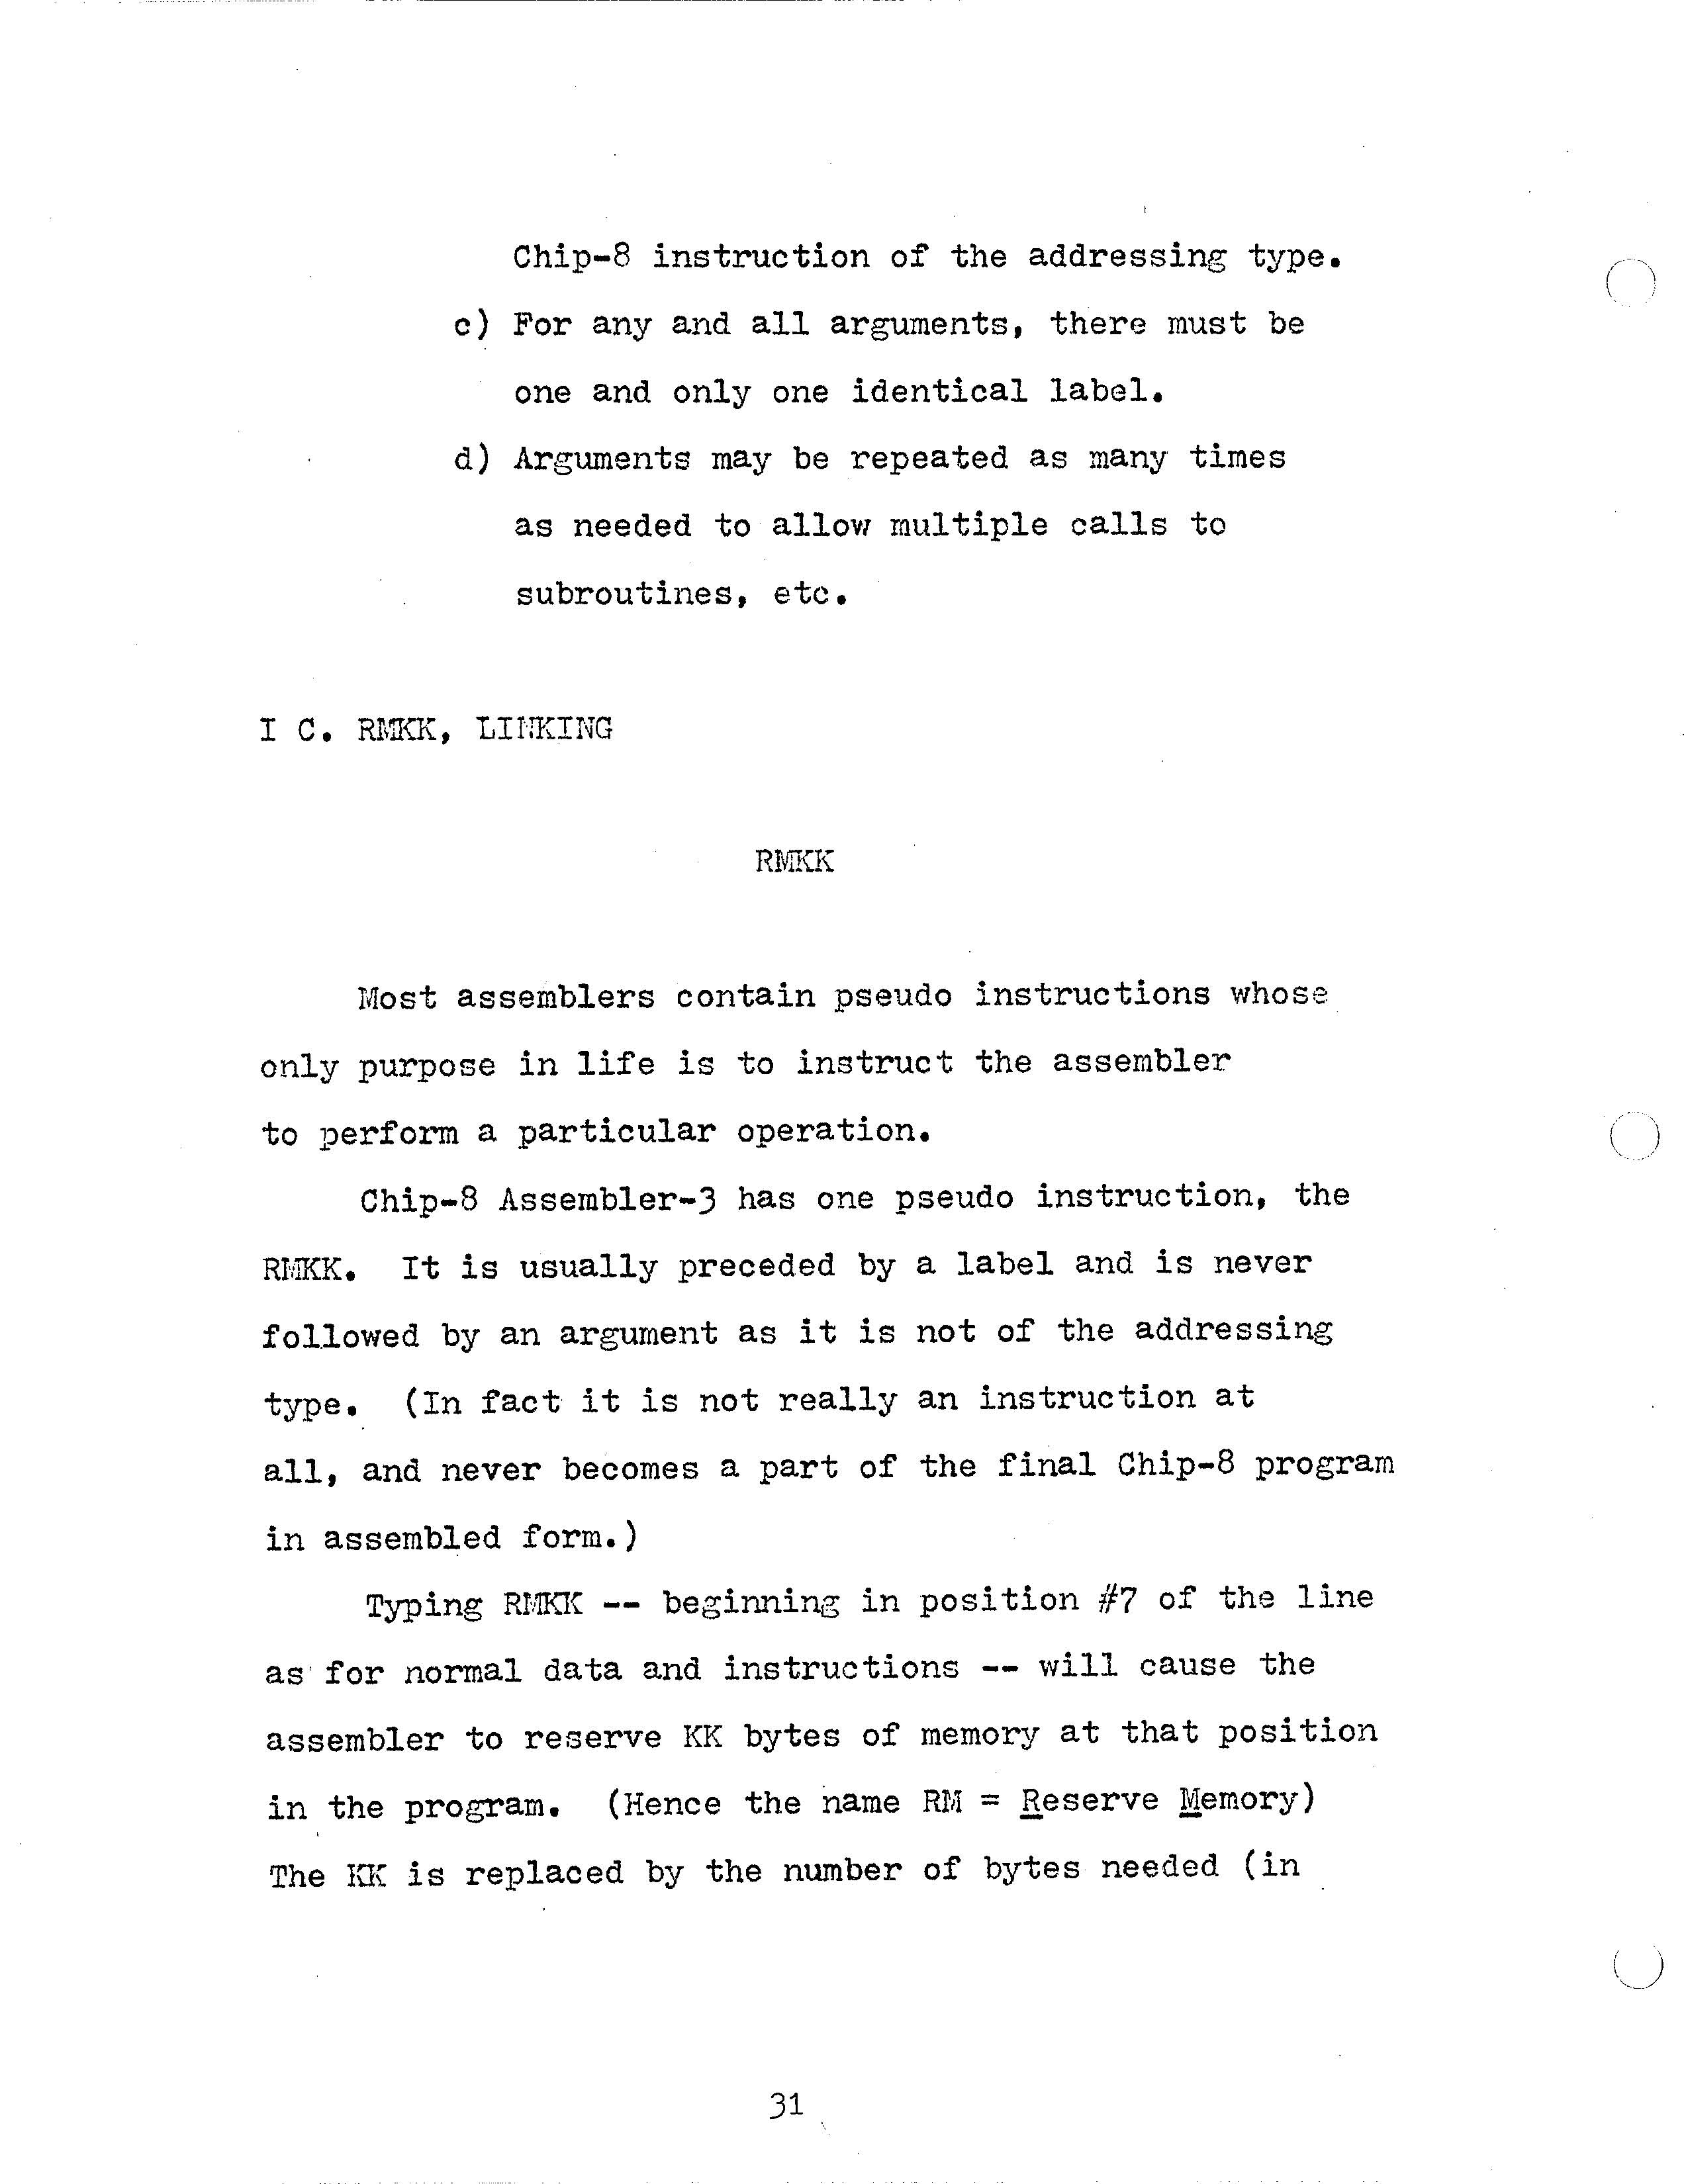 Chip-8 instruction of the addressing type.
c) For any and all arguments, there must be
one and only one identical label.
d) Arguments may be repeated as many times
as needed to allow multiple calls to
subroutines, etc.
I C. RMKK, LINKING
RMKK
Most assemblers contain pseudo instructions whose
only purpose in life is to instruct the assembler
to perform a particular operation.
Chip-8 Assembler-3 has one pseudo instruction, the
RMKK. It is usually preceded by a label and is never
followed by an argument as it is not of the addressing
type. (In fact it is not really an instruction at
all, and never becomes a part of the final Chip-8 program
in assembled form.)
Typing RMKK -- beginning in position #7 of the line
as for normal data and instructions -- will cause the
assembler to reserve KK bytes of memory at that position
in the program. (Hence the name RM = Reserve Memory)
The KK is replaced by the number of bytes needed (in
31